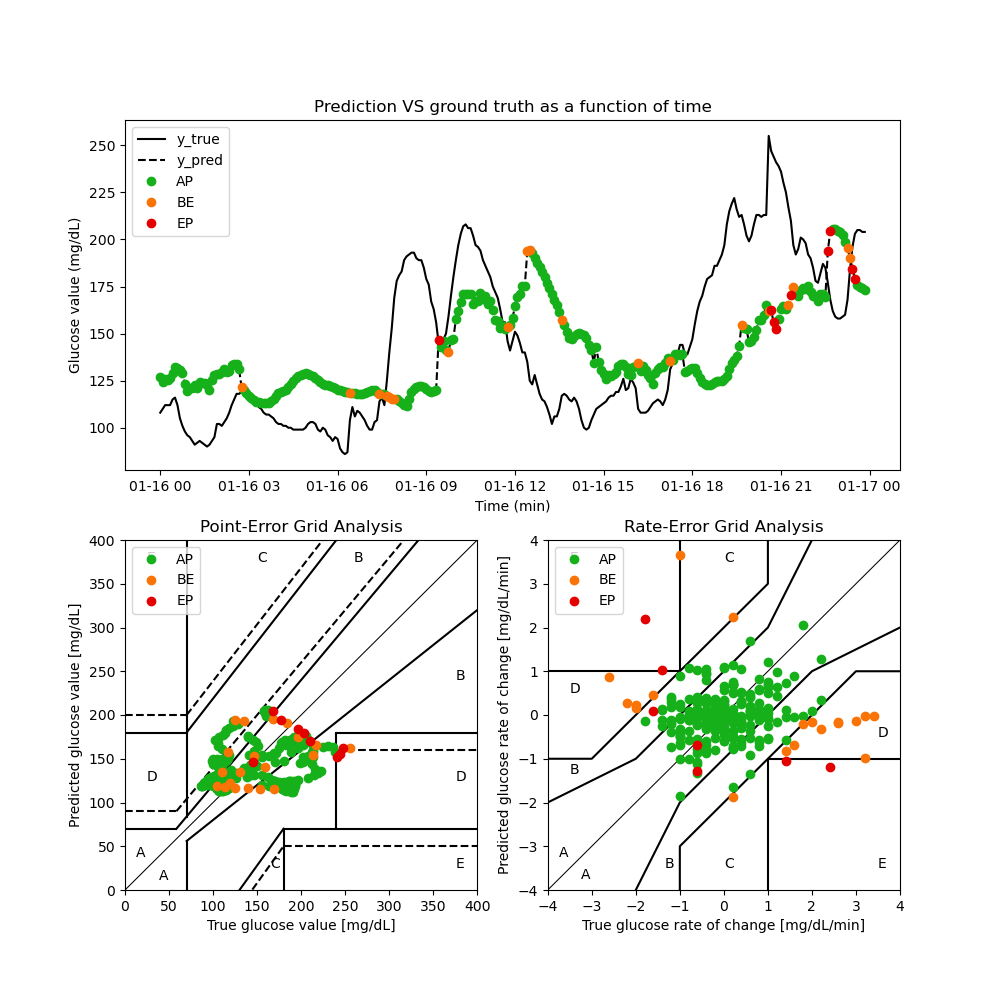 Prediction VS ground truth as a function of time
Glucose value (mg/dL)
250
225
200
175
150
125
100
y_true
y_pred
AP
BE
EP
01-16 00 01-16 03 01-16 06 01-16 09 01-16 12 01-16 15 01-16 18 01-16 21 01-17 00
Time (min)
Point-Error Grid Analysis
Predicted glucose value [mg/dL]
400
350
300
250
200
150
100
50
0
AP
BE
EP
C B
B
D D
A
A C E
0 50 100 150 200 250 300 350 400
True glucose value [mg/dL]
Rate-Error Grid Analysis
Predicted glucose rate of change [mg/dL/min]
4
3
2
1
0
−1
−2
−3
−4
AP
BE
EP
C
D
D
B
A
A B C E
−4 −3 −2 −1 0 1 2 3 4
True glucose rate of change [mg/dL/min]